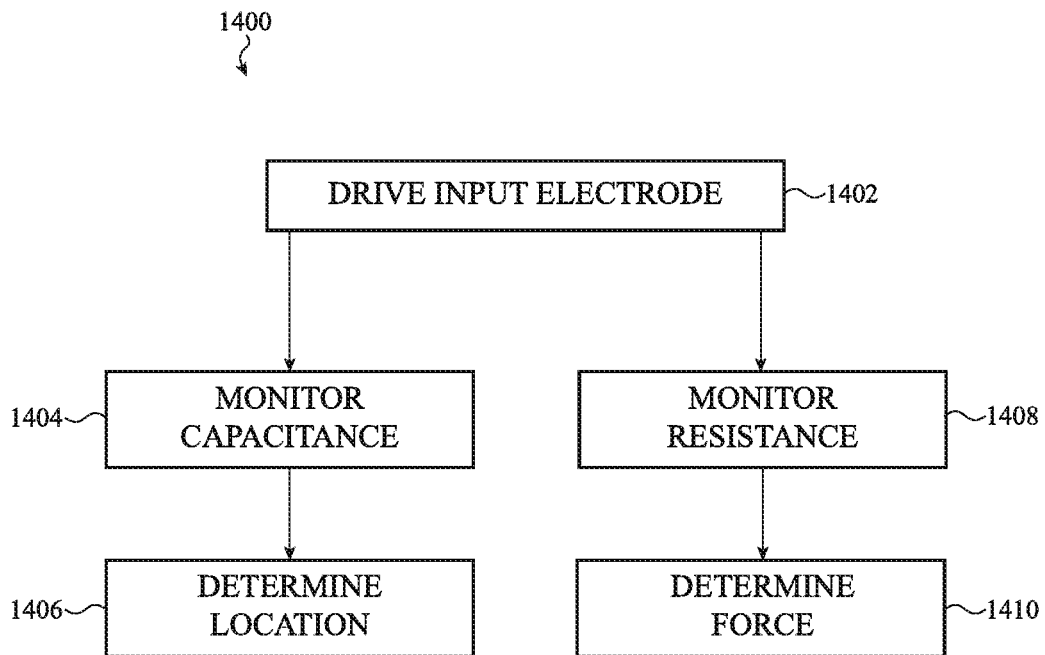 1400
DRIVE INPUT ELECTRODE
1402
1404
MONITOR
CAPACITANCE
MONITOR
RESISTANCE
1408
1406
DETERMINE
LOCATION
DETERMINE
FORCE
1410